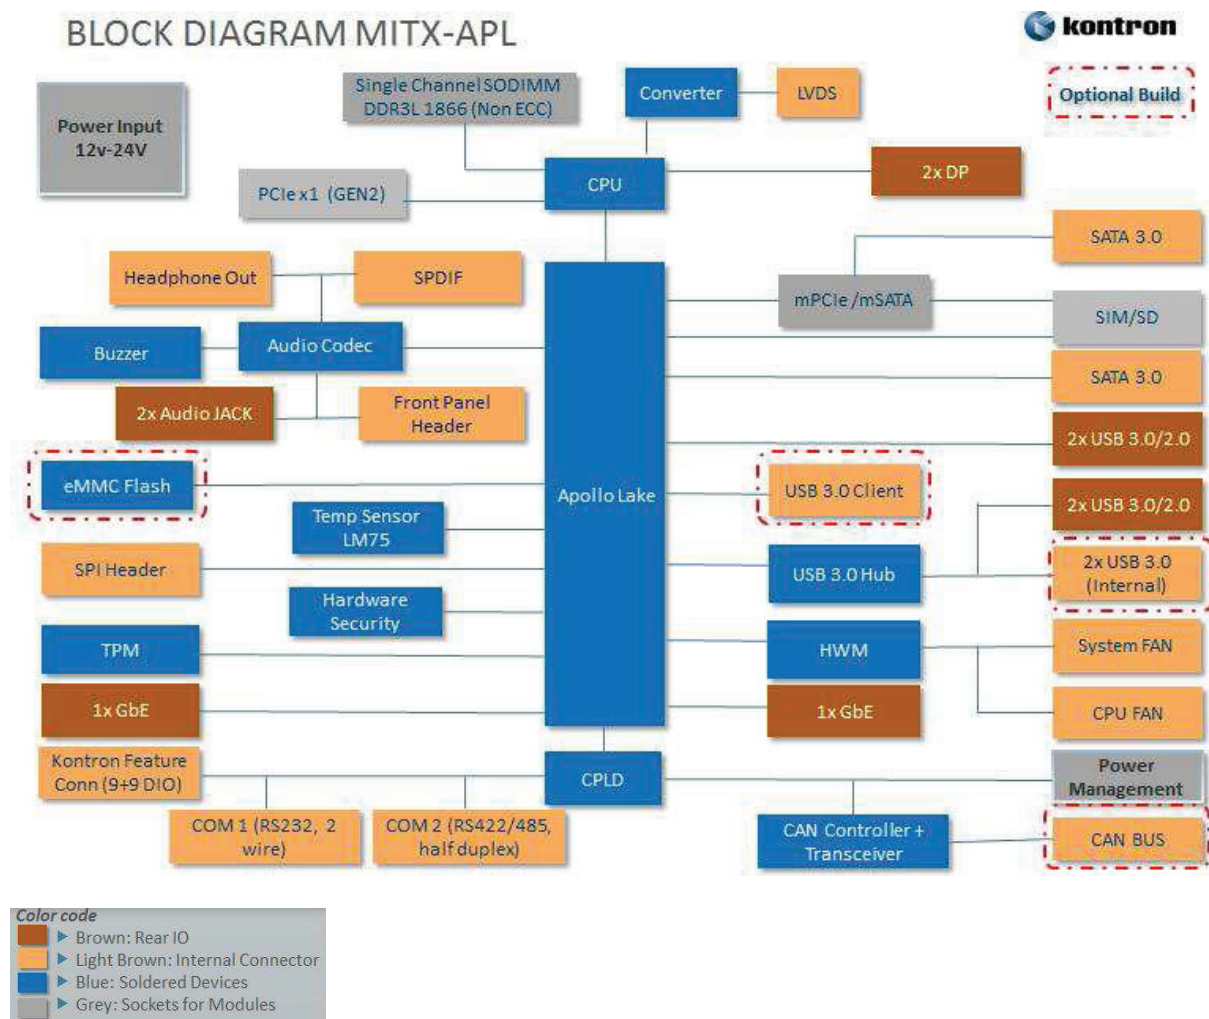 BLOCK DIAGRAM MITX-APL
kontron
Power Input
12v-24V
Single Channel SODIMM
DDR3L 1866 (Non ECC)
Converter
LVDS
Optional Build
CPU
2x DP
PCIe x1 (GEN2)
SATA 3.0
Headphone Out
SPDIF
mPCIe /mSATA
SIM/SD
Buzzer
Audio Codec
SATA 3.0
2x Audio JACK
Front Panel
Header
2x USB 3.0/2.0
eMMC Flash
Apollo Lake
USB 3.0 Client
2x USB 3.0/2.0
Temp Sensor
LM75
SPI Header
USB 3.0 Hub
2x USB 3.0
(Internal)
Hardware
Security
TPM
HWM
System FAN
1x GbE
1x GbE
CPU FAN
Kontron Feature
Conn (9+9 DIO)
CPLD
Power
Management
COM 1 (RS232, 2
wire)
COM 2 (RS422/485,
half duplex)
CAN Controller +
Transceiver
CAN BUS
Color code
Brown: Rear IO
Light Brown: Internal Connector
Blue: Soldered Devices
Grey: Sockets for Modules